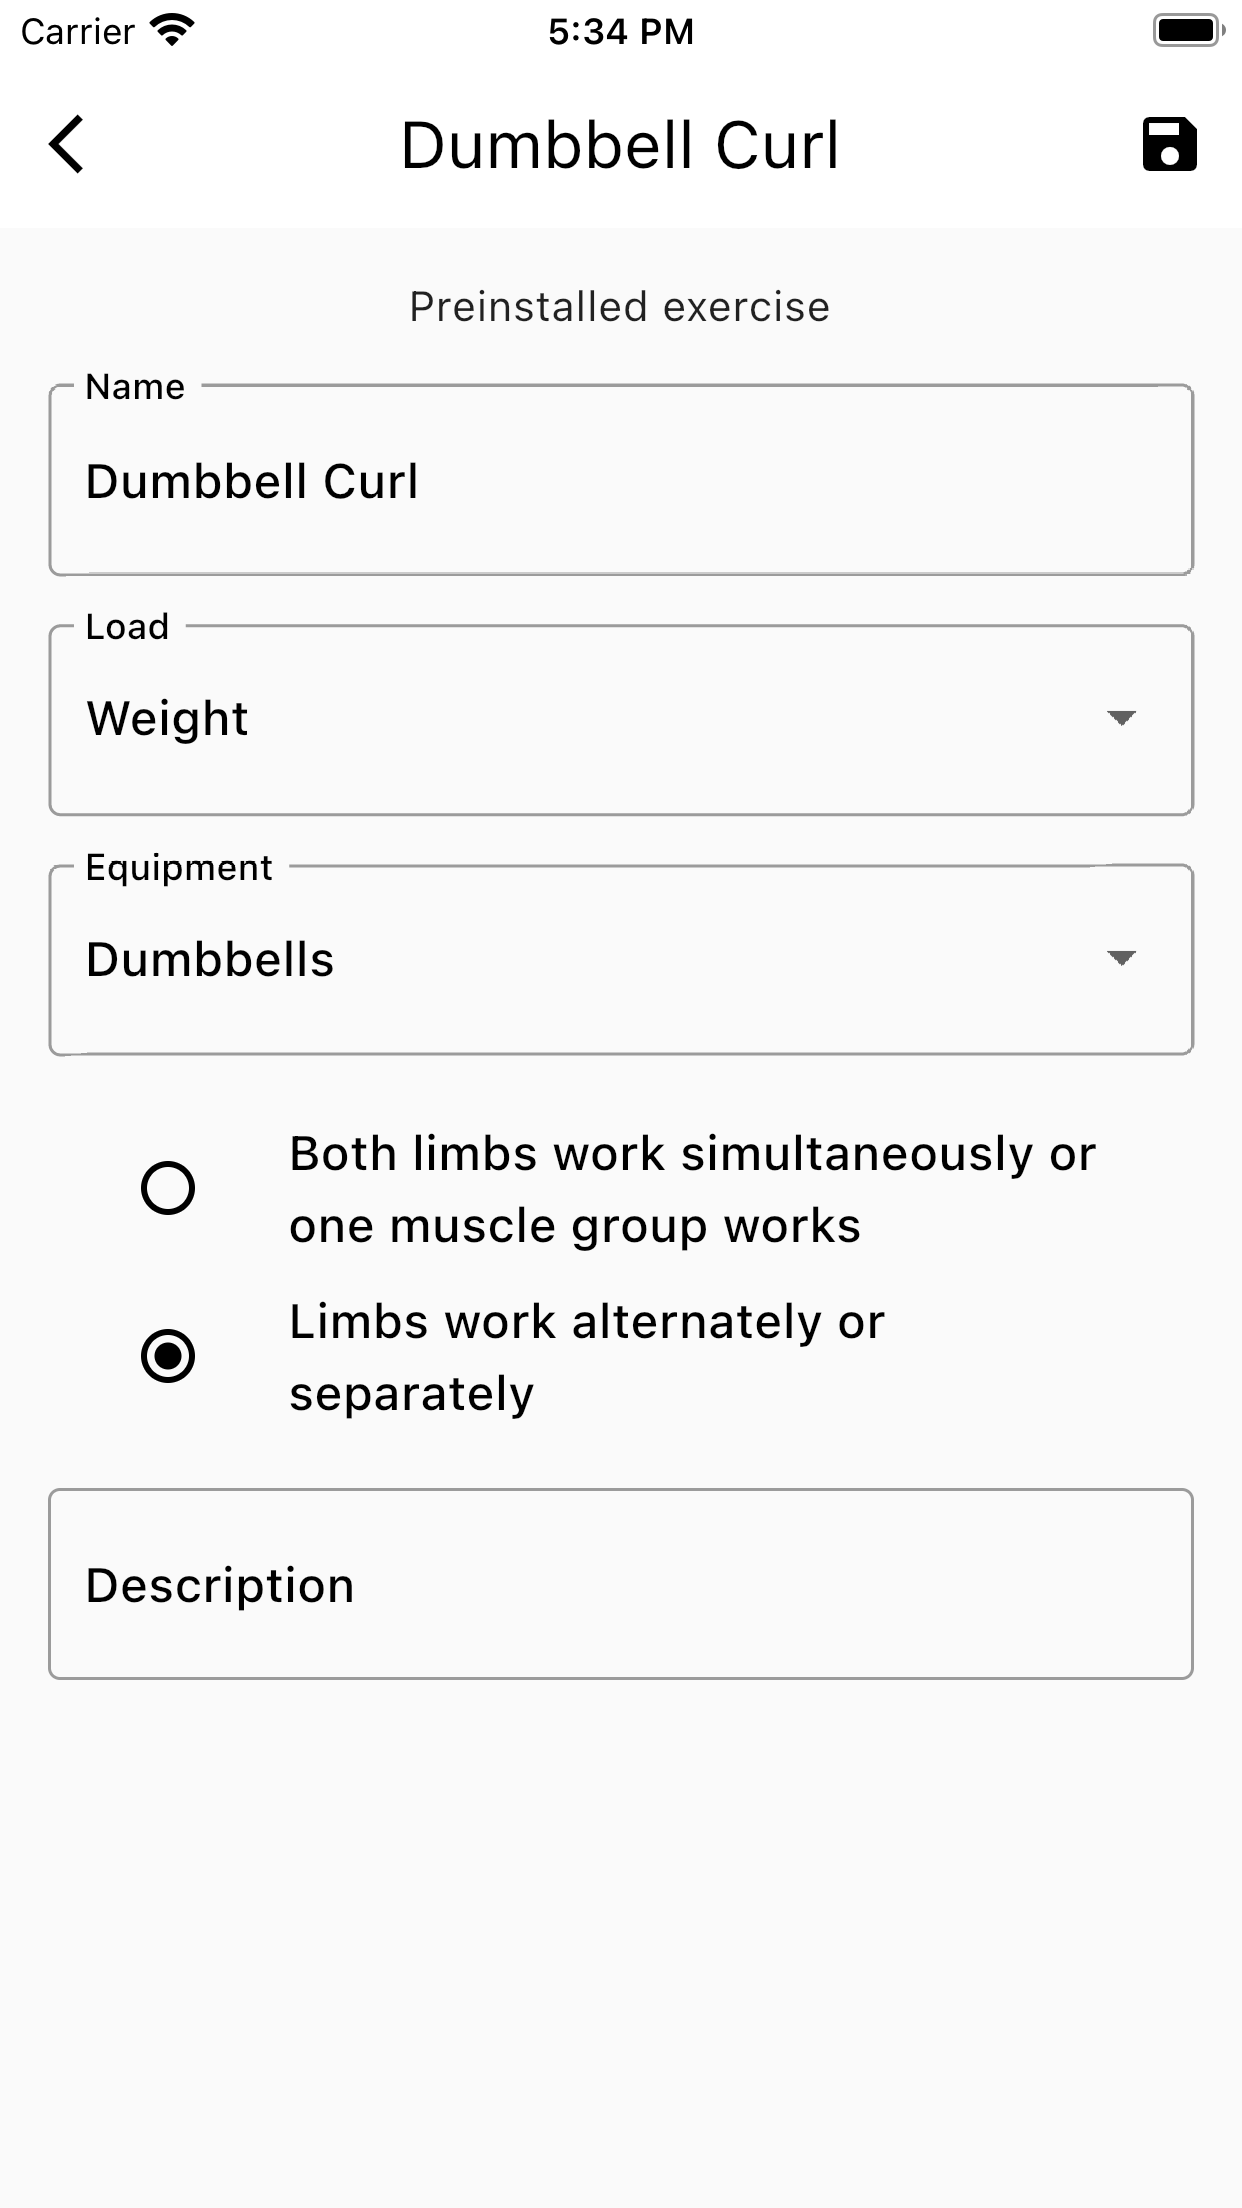 Carrier 5:34 PM
Dumbbell Curl
Preinstalled exercise
Name
Dumbbell Curl
Load
Weight
Equipment
Dumbbells
Both limbs work simultaneously or
one muscle group works
Limbs work alternately or
separately
Description